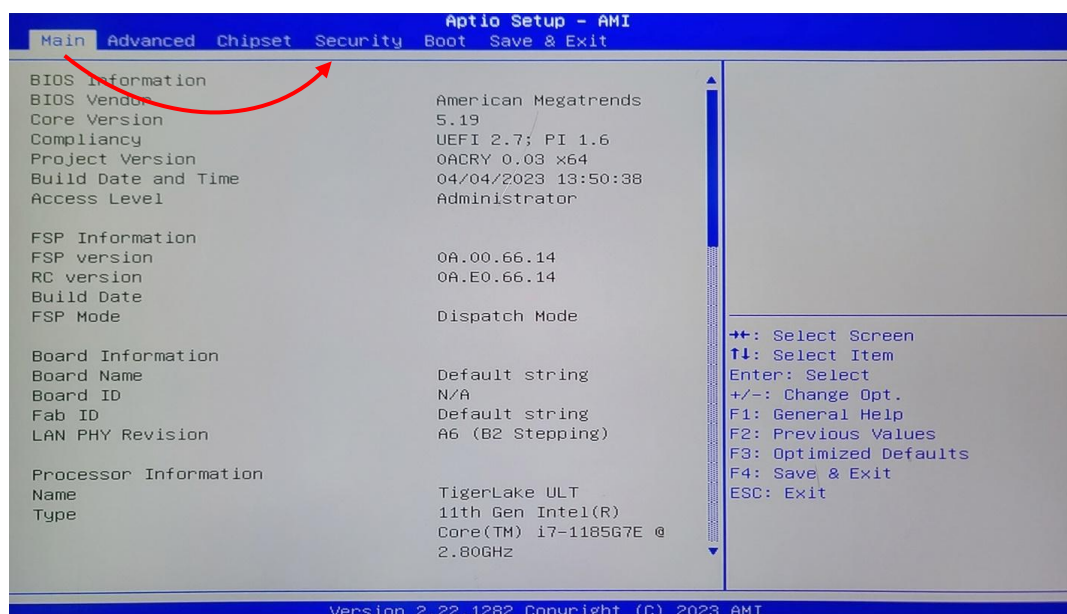 Aptio Setup - AMI
Main Advanced Chipset Security Boot Save & Exit
BIOS Information
BIOS Vendor American Megatrends
Core Version 5.19
Compliancy UEFI 2.7; PI 1.6
Project Version 0ACRY 0.03 x64
Build Date and Time 04/04/2023 13:50:38
Access Level Administrator
FSP Information
FSP version 0A.00.66.14
RC version 0A.E0.66.14
Build Date
FSP Mode Dispatch Mode
Board Information
Board Name Default string
Board ID N/A
Fab ID Default string
LAN PHY Revision A6 (B2 Stepping)
Processor Information
Name TigerLake ULT
Type 11th Gen Intel(R)
Core(TM) i7-1185G7E @
2.80GHz
→←: Select Screen
↑↓: Select Item
Enter: Select
+/-: Change Opt.
F1: General Help
F2: Previous Values
F3: Optimized Defaults
F4: Save & Exit
ESC: Exit
Version 2.22.1282 Copyright (C) 2023 AMI